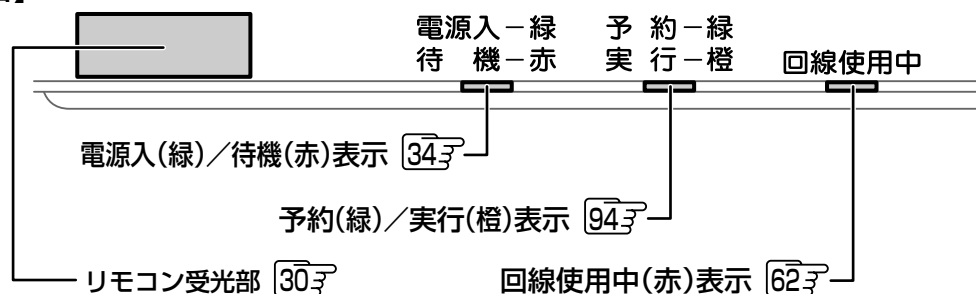 電源入－緑 予 約－緑
待 機－赤 実 行－橙 回線使用中
電源入(緑)／待機(赤)表示 34
予約(緑)／実行(橙)表示 94
リモコン受光部 30 回線使用中(赤)表示 62